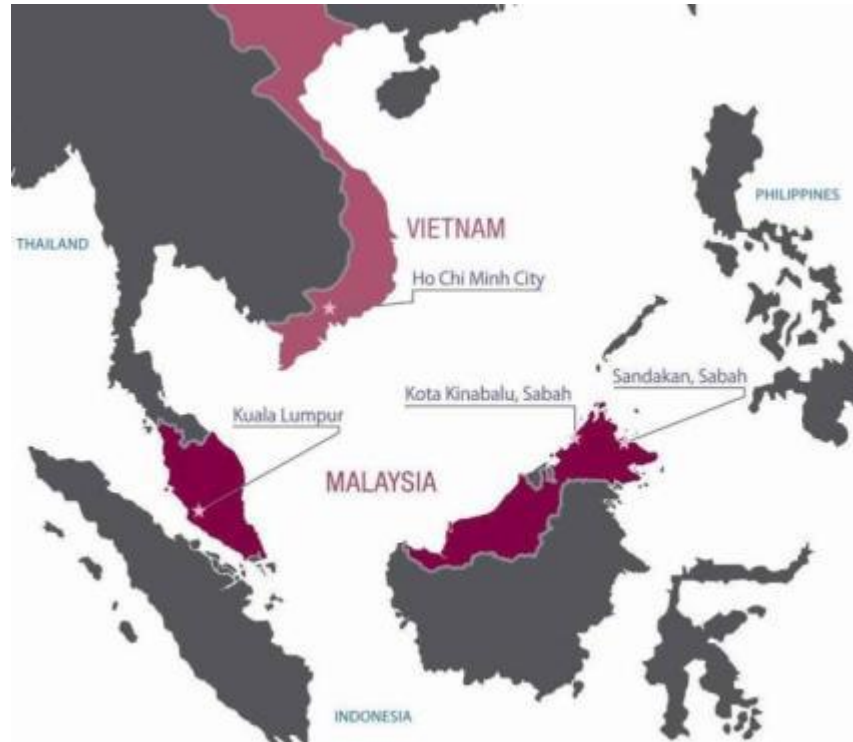 PHILIPPINES
VIETNAM
THAILAND
Ho Chi Minh City
Sandakan, Sabah
Kota Kinabalu, Sabah
Kuala Lumpur
MALAYSIA
INDONESIA